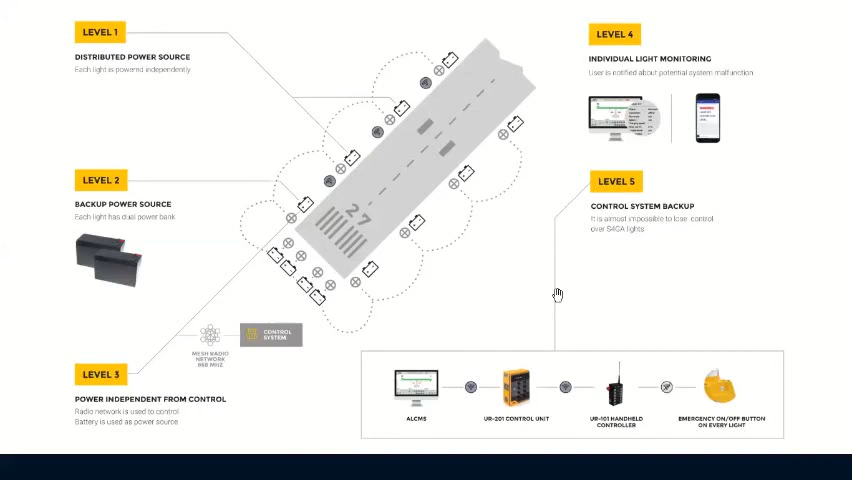 LEVEL 1
DISTRIBUTED POWER SOURCE
Each light is powered independently
LEVEL 2
BACKUP POWER SOURCE
Each light has dual power bank
27
MESH RADIO
NETWORK
868 MHZ
CONTROL
SYSTEM
LEVEL 3
POWER INDEPENDENT FROM CONTROL
Radio network is used to control
Battery is used as power source
LEVEL 4
INDIVIDUAL LIGHT MONITORING
User is notified about potential system malfunction
LEVEL 5
CONTROL SYSTEM BACKUP
It is almost impossible to lose control
over S4GA lights
ALCMS
UR-201 CONTROL UNIT
UR-101 HANDHELD
CONTROLLER
EMERGENCY ON/OFF BUTTON
ON EVERY LIGHT